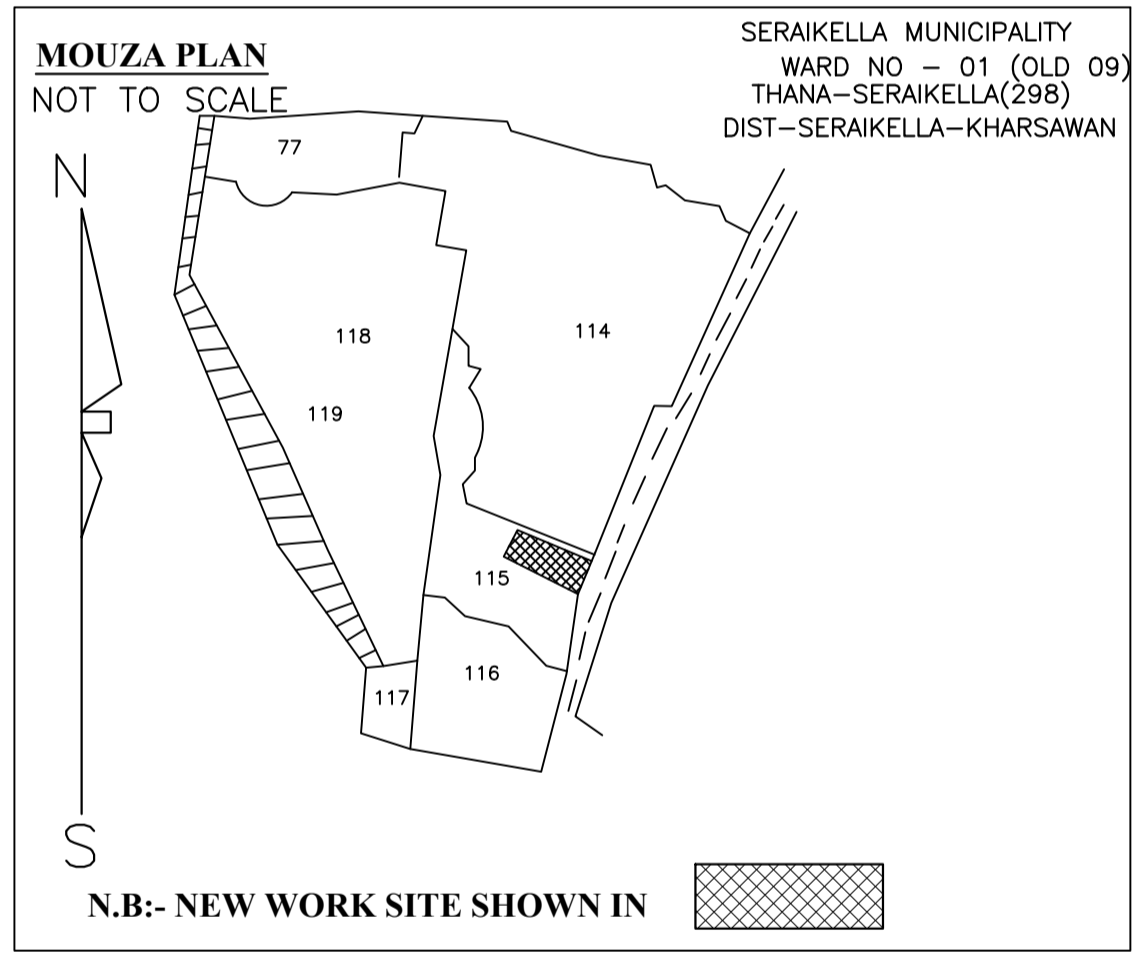 MOUZA PLAN
NOT TO SCALE
SERAIKELLA MUNICIPALITY
WARD NO – 01 (OLD 09)
THANA–SERAIKELLA(298)
DIST–SERAIKELLA–KHARSAWAN
N
77
118
114
119
115
116
117
S
N.B:- NEW WORK SITE SHOWN IN